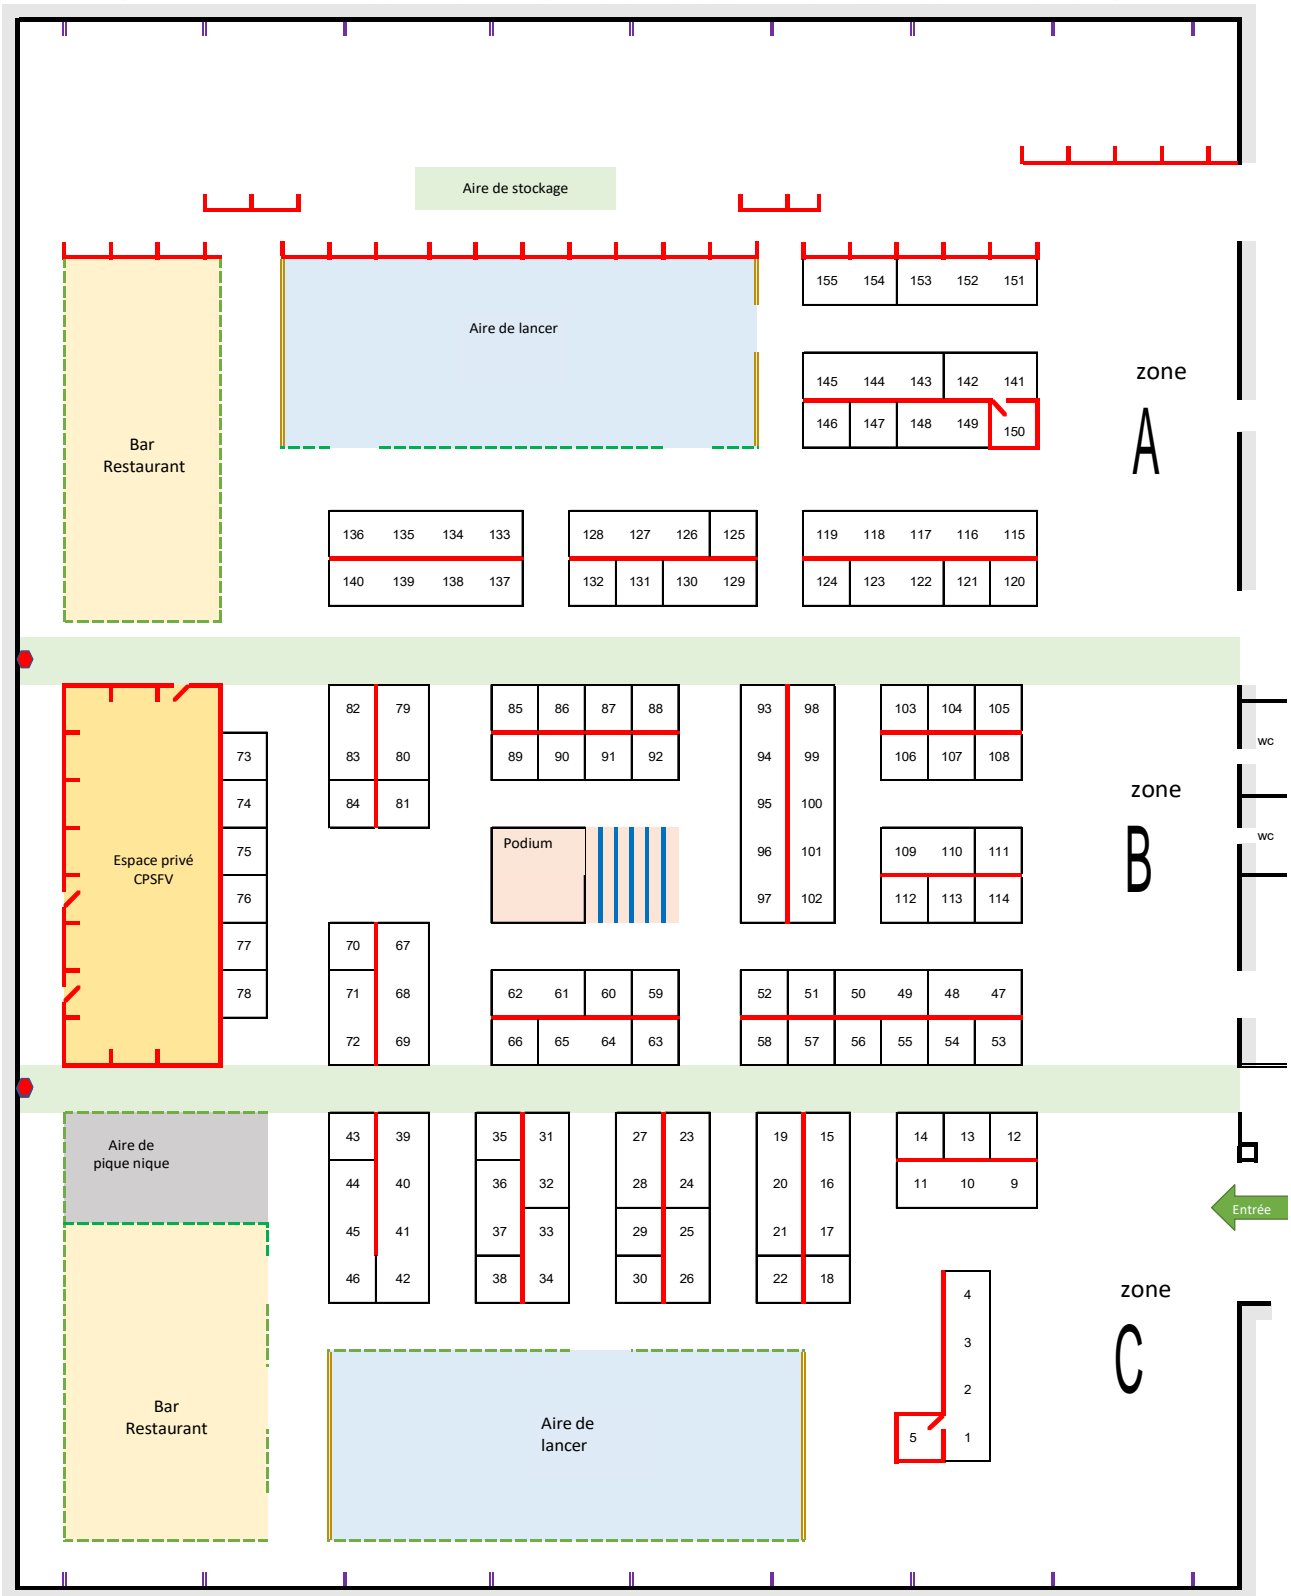 Aire de stockage
155 154 153 152 151
Aire de lancer
zone
A
145 144 143 142 141
146 147 148 149 150
Bar
Restaurant
136 135 134 133 128 127 126 125 119 118 117 116 115
140 139 138 137 132 131 130 129 124 123 122 121 120
82 79 85 86 87 88 93 98 103 104 105
73 83 80 89 90 91 92 94 99 106 107 108
wc
74 84 81 95 100
zone
B
wc
Espace privé
CPSFV
Podium
75 96 101 109 110 111
76 97 102 112 113 114
77 70 67
78 71 68 62 61 60 59 52 51 50 49 48 47
72 69 66 65 64 63 58 57 56 55 54 53
Aire de
pique nique
43 39 35 31 27 23 19 15 14 13 12
44 40 36 32 28 24 20 16 11 10 9
Entrée
45 41 37 33 29 25 21 17
46 42 38 34 30 26 22 18
zone
C
4
3
2
5 1
Bar
Restaurant
Aire de
lancer